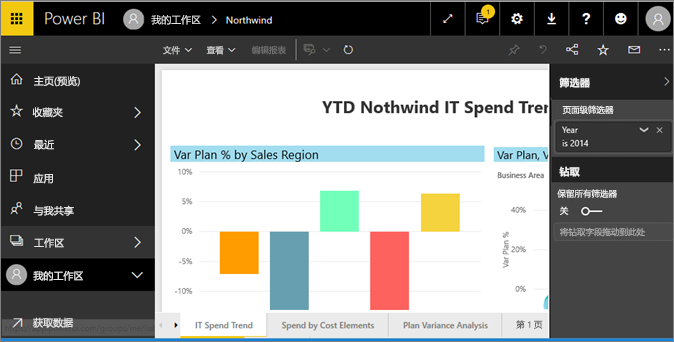 Power BI
我的工作区
Northwind
1
文件
查看
编辑报表
主页(预览)
收藏夹
最近
应用
与我共享
工作区
我的工作区
获取数据
YTD Nothwind IT Spend Tren
Var Plan % by Sales Region
10%
5%
0%
-5%
-10%
Var Plan, V
Business Area
Var Plan %
40%
20%
0%
IT Spend Trend
Spend by Cost Elements
Plan Variance Analysis
第 1 页
筛选器
页面级筛选器
Year
is 2014
钻取
保留所有筛选器
关
将钻取字段拖动到此处